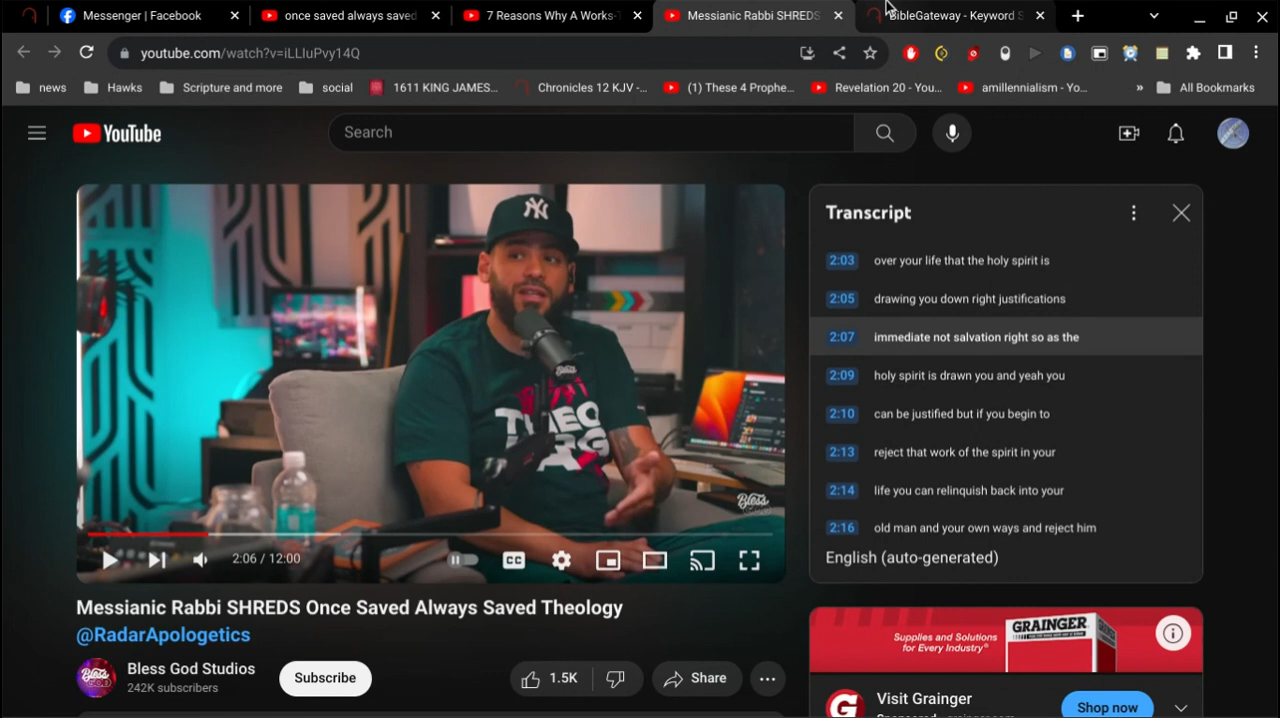 Messenger | Facebook
once saved always saved
7 Reasons Why A Works-
Messianic Rabbi SHREDS
BibleGateway - Keyword S
youtube.com/watch?v=iLLIuPvy14Q
news
Hawks
Scripture and more
social
1611 KING JAMES...
Chronicles 12 KJV -...
(1) These 4 Prophe...
Revelation 20 - You...
amillennialism - Yo...
»
All Bookmarks
YouTube
Search
Transcript
2:03 over your life that the holy spirit is
2:05 drawing you down right justifications
2:07 immediate not salvation right so as the
2:09 holy spirit is drawn you and yeah you
2:10 can be justified but if you begin to
2:13 reject that work of the spirit in your
2:14 life you can relinquish back into your
2:16 old man and your own ways and reject him
English (auto-generated)
NY
Bless
2:06 / 12:00
CC
Messianic Rabbi SHREDS Once Saved Always Saved Theology
@RadarApologetics
Bless God Studios
242K subscribers
Subscribe
1.5K
Share
Supplies and Solutions
for Every Industry®
GRAINGER
Visit Grainger
Shop now